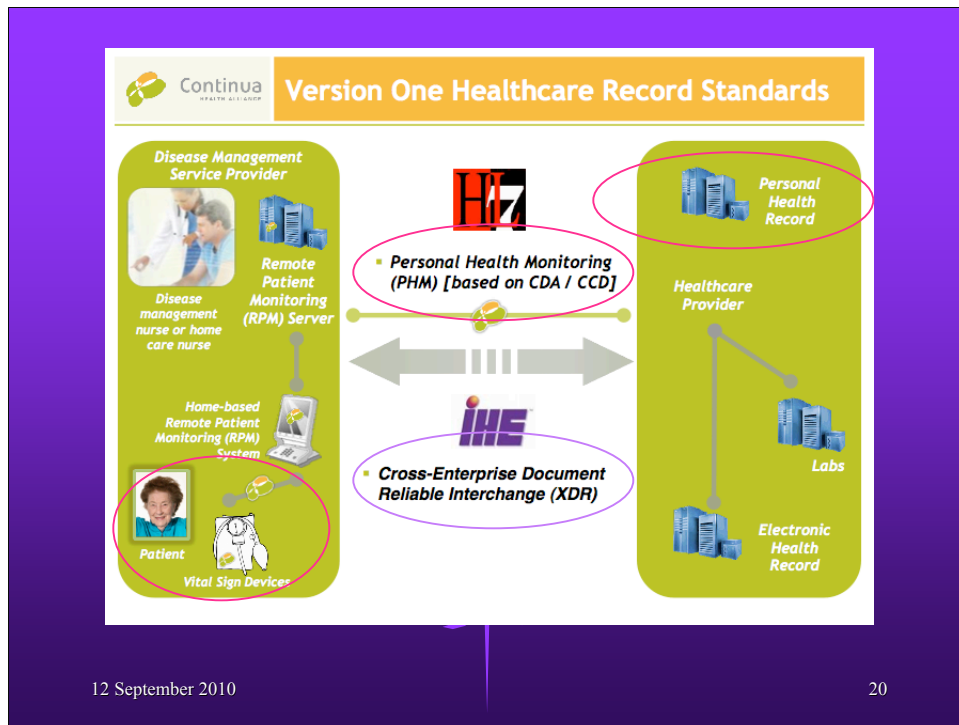 Continua
HEALTH ALLIANCE
Version One Healthcare Record Standards
Disease Management
Service Provider
Remote
Patient
Monitoring
(RPM) Server
Disease
management
nurse or home
care nurse
Home-based
Remote Patient
Monitoring (RPM)
System
Patient
Vital Sign Devices
HL7
Personal Health Monitoring
(PHM) [based on CDA / CCD]
IHE
Cross-Enterprise Document
Reliable Interchange (XDR)
Personal
Health
Record
Healthcare
Provider
Labs
Electronic
Health
Record
12 September 2010
20